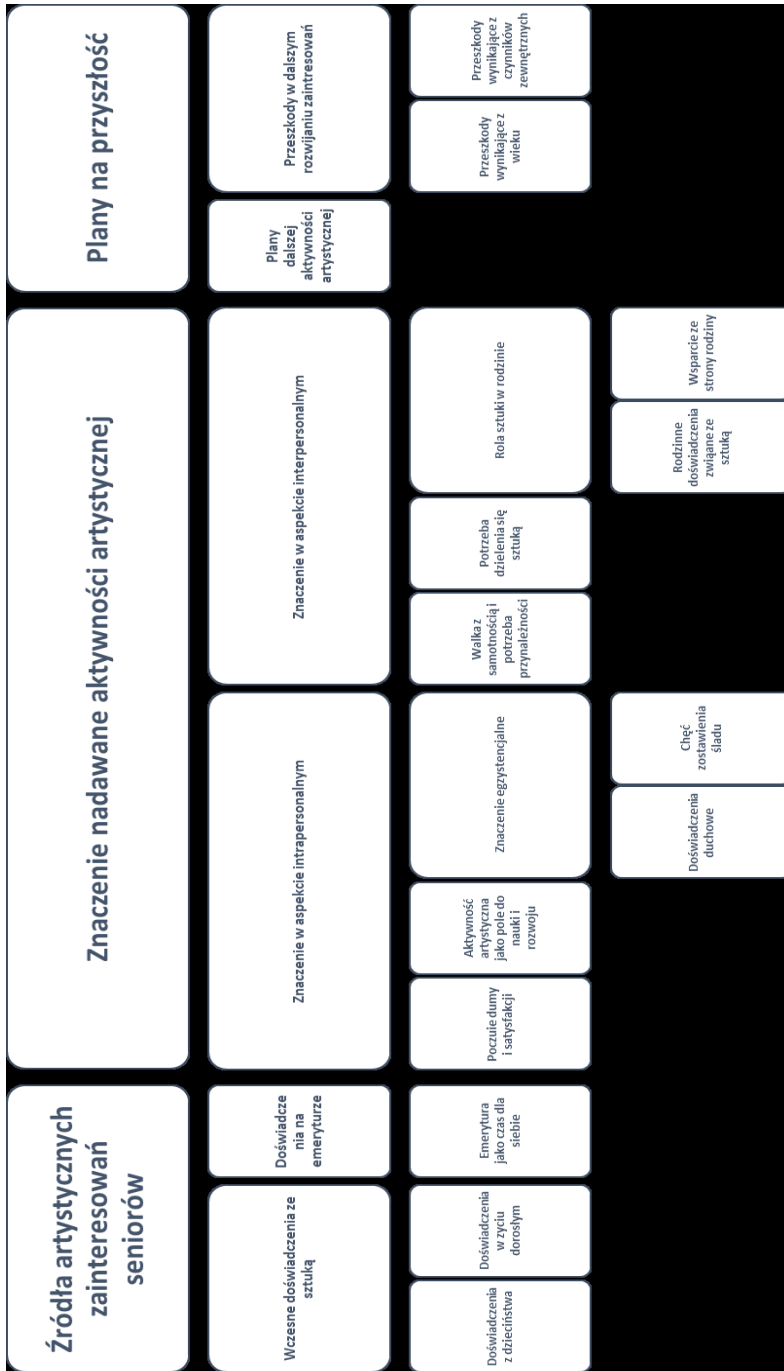 Źródła artystycznych
zainteresowań
seniorów
Znaczenie nadawane aktywności artystycznej
Plany na przyszłość
Wczesne doświadczenia ze
sztuką
Doświadcze
nia na
emeryturze
Znaczenie w aspekcie intrapersonalnym
Znaczenie w aspekcie interpersonalnym
Plany
dalszej
aktywności
artystycznej
Przeszkody w dalszym
rozwijaniu zaintresowań
Doświadczenia
z dzieciństwa
Doświadczenia
w życiu
dorosłym
Emerytura
jako czas dla
siebie
Poczuie dumy
i satysfakcji
Aktywność
artystyczna
jako pole do
nauki i
rozwoju
Znaczenie egzystencjalne
Walka z
samotnością i
potrzeba
przynależności
Potrzeba
dzielenia się
sztuką
Rola sztuki w rodzinie
Przeszkody
wynikające z
wieku
Przeszkody
wynikające z
czynników
zewnętrznych
Doświadczenia
duchowe
Chęć
zostawienia
śladu
Rodzinne
doświadczenia
związane ze
sztuką
Wsparcie ze
strony rodziny